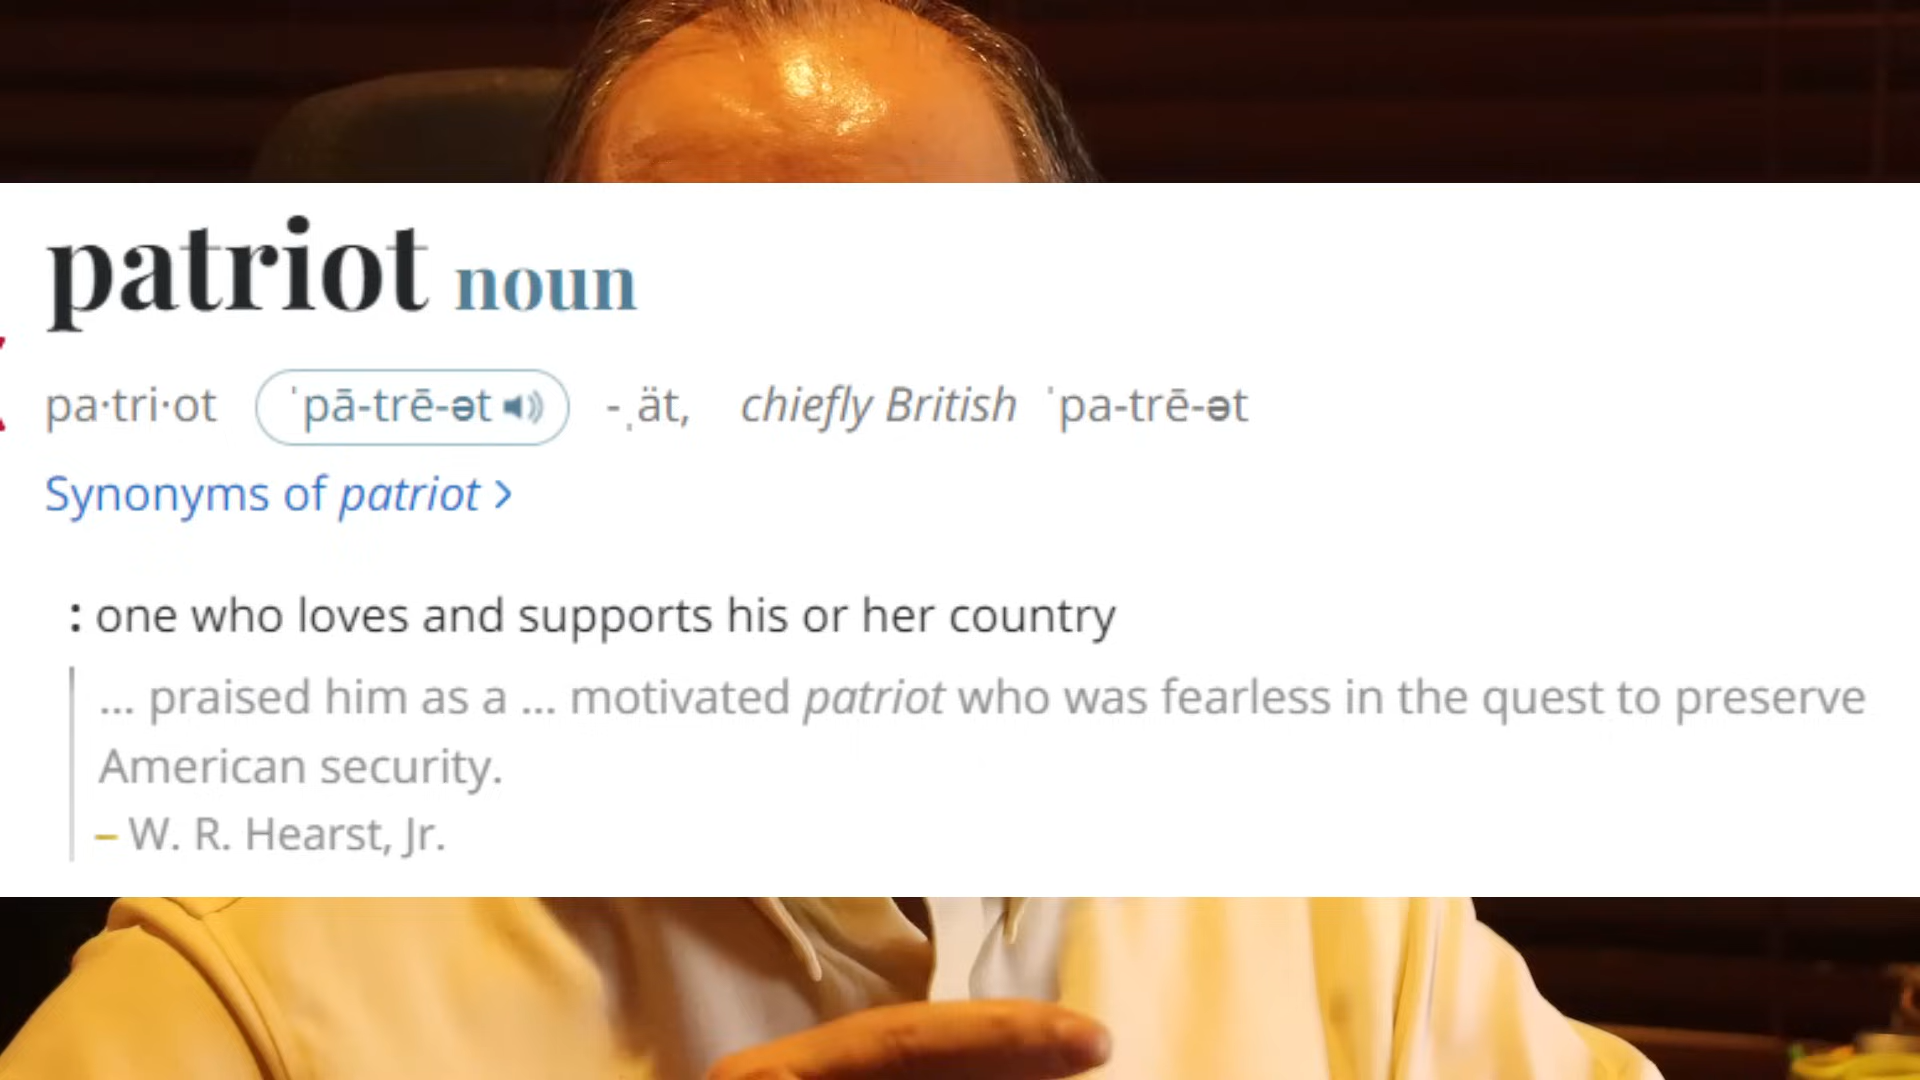 patriot noun
pa·tri·ot ˈpā-trē-ət -ˌät, chiefly British ˈpa-trē-ət
Synonyms of patriot >
: one who loves and supports his or her country
... praised him as a ... motivated patriot who was fearless in the quest to preserve
American security.
– W. R. Hearst, Jr.